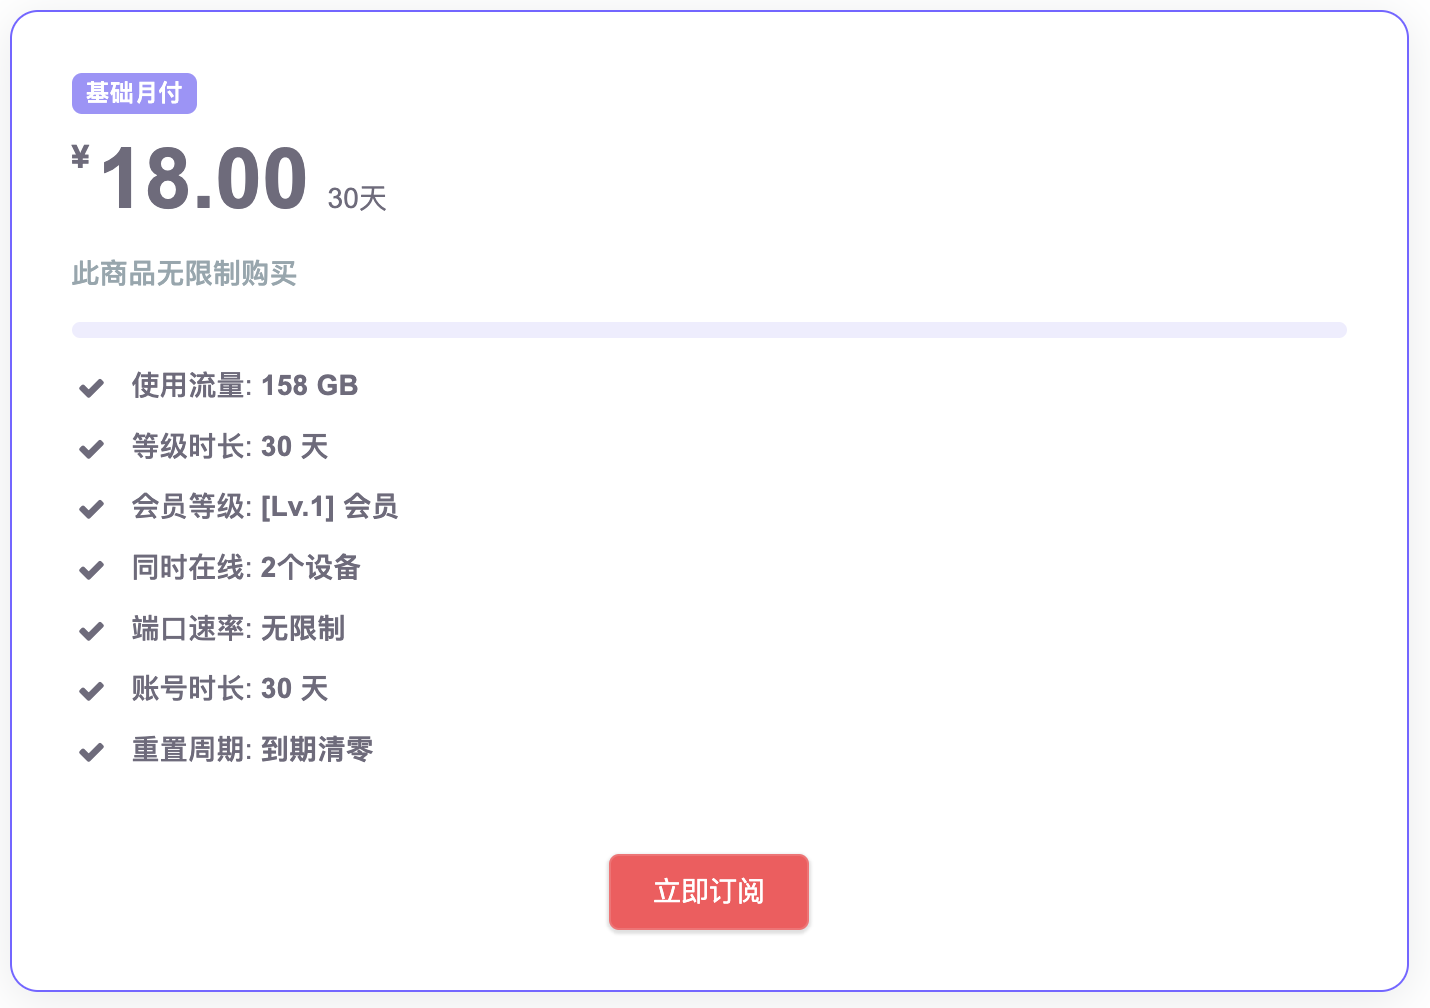 基础月付
¥18.00 30天
此商品无限制购买
使用流量: 158 GB
等级时长: 30 天
会员等级: [Lv.1] 会员
同时在线: 2个设备
端口速率: 无限制
账号时长: 30 天
重置周期: 到期清零
立即订阅